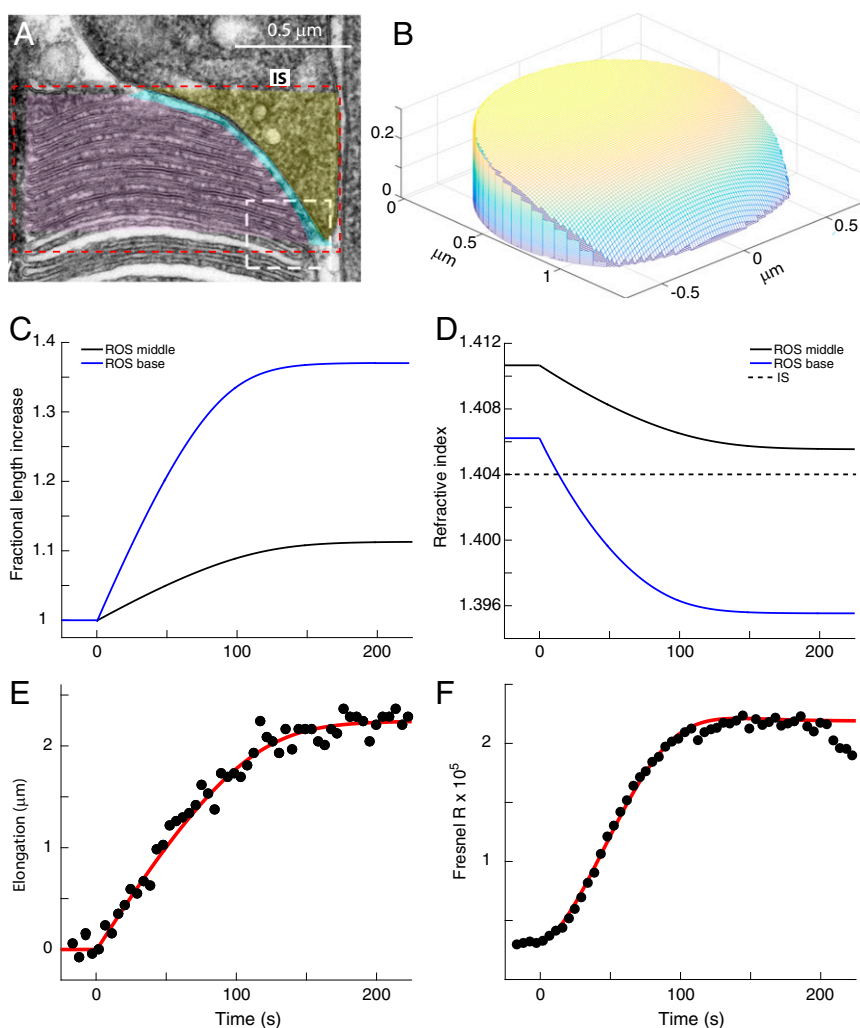 A
0.5 μm
IS
B
0.2
0
0
0.5
1
μm
-0.5
0
0.5
μm
C
1.4
1.3
1.2
1.1
1
0
100
200
Fractional length increase
ROS middle
ROS base
D
1.412
1.408
1.404
1.400
1.396
0
100
200
Refractive index
ROS middle
ROS base
IS
E
2
1
0
0
100
200
Elongation (μm)
Time (s)
F
2
1
0
100
200
Fresnel R x 10⁵
Time (s)